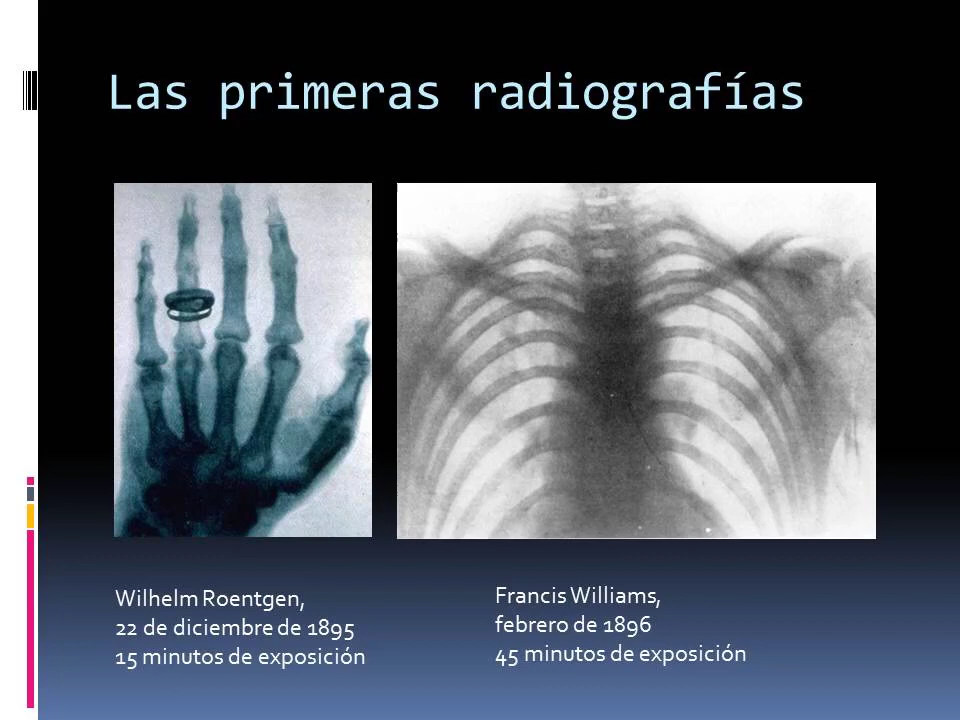 Las primeras radiografías
Wilhelm Roentgen,
22 de diciembre de 1895
15 minutos de exposición
Francis Williams,
febrero de 1896
45 minutos de exposición